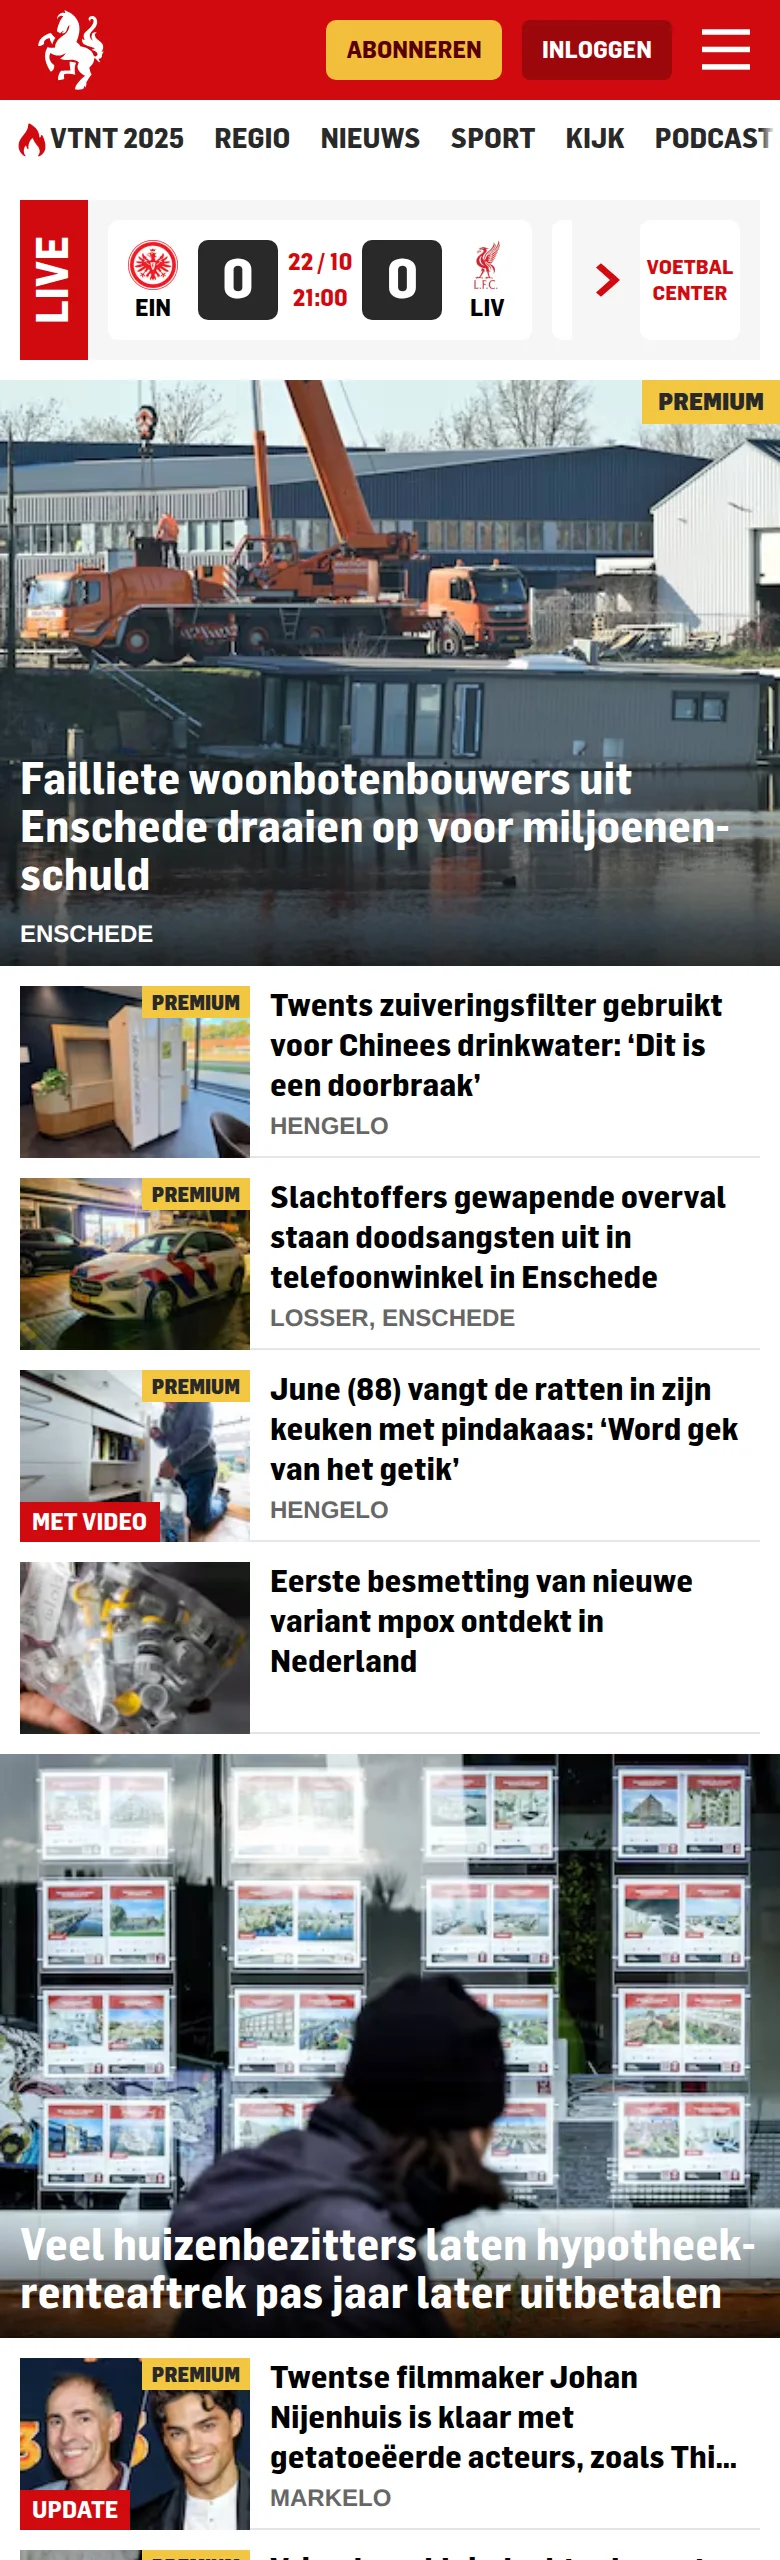 ABONNEREN
INLOGGEN
VTNT 2025 REGIO NIEUWS SPORT KIJK PODCAST
LIVE
EIN
0
22 / 10
21:00
0
L.F.C.
LIV
VOETBAL
CENTER
PREMIUM
Failliete woonbotenbouwers uit
Enschede draaien op voor miljoenen-
schuld
ENSCHEDE
PREMIUM
Twents zuiveringsfilter gebruikt
voor Chinees drinkwater: ‘Dit is
een doorbraak’
HENGELO
PREMIUM
Slachtoffers gewapende overval
staan doodsangsten uit in
telefoonwinkel in Enschede
LOSSER, ENSCHEDE
PREMIUM
MET VIDEO
June (88) vangt de ratten in zijn
keuken met pindakaas: ‘Word gek
van het getik’
HENGELO
Eerste besmetting van nieuwe
variant mpox ontdekt in
Nederland
Veel huizenbezitters laten hypotheek-
renteaftrek pas jaar later uitbetalen
PREMIUM
UPDATE
Twentse filmmaker Johan
Nijenhuis is klaar met
getatoeëerde acteurs, zoals Thi...
MARKELO